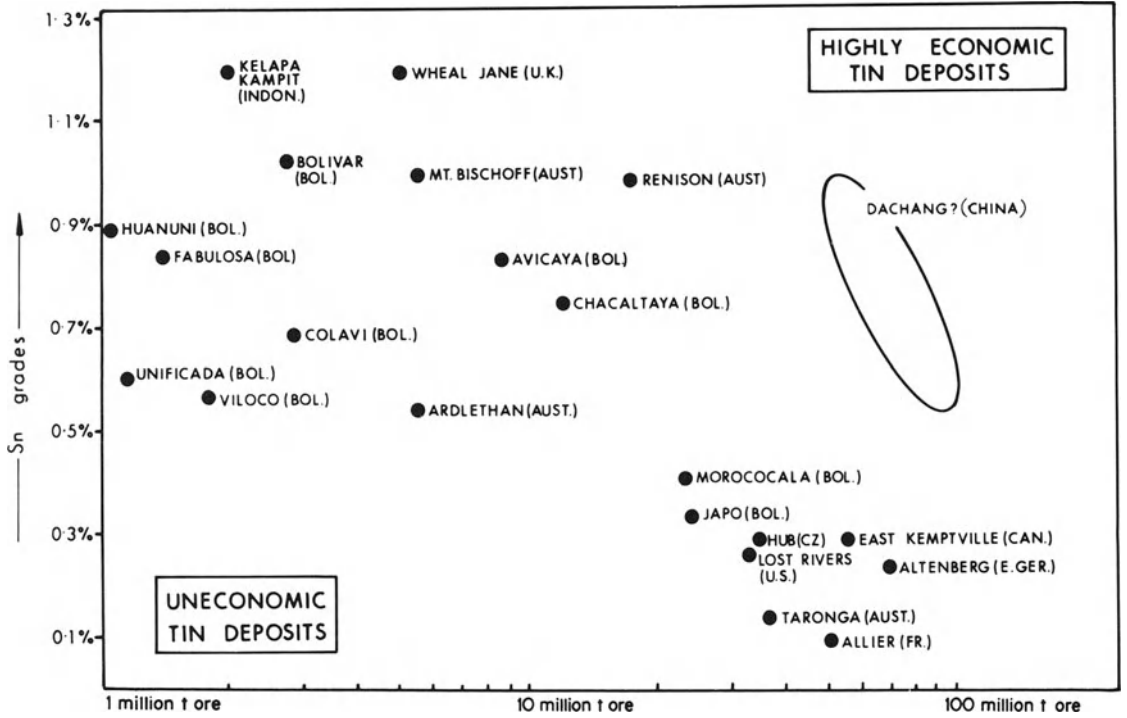 1·3%
KELAPA
KAMPIT
(INDON.)
WHEAL JANE (U.K.)
HIGHLY ECONOMIC
TIN DEPOSITS
1·1%
BOLIVAR
(BOL.)
MT. BISCHOFF (AUST)
RENISON (AUST)
DACHANG? (CHINA)
0·9%
HUANUNI (BOL.)
FABULOSA (BOL)
AVICAYA (BOL)
CHACALTAYA (BOL.)
0·7%
COLAVI (BOL.)
UNIFICADA (BOL.)
VILOCO (BOL.)
ARDLETHAN (AUST.)
0·5%
Sn grades
MOROCOCALA (BOL.)
JAPO (BOL.)
0·3%
HUB (CZ)
EAST KEMPTVILLE (CAN.)
LOST RIVERS
(U.S.)
ALTENBERG (E.GER.)
UNECONOMIC
TIN DEPOSITS
TARONGA (AUST.)
0·1%
ALLIER (FR.)
1 million t ore
10 million t ore
100 million t ore